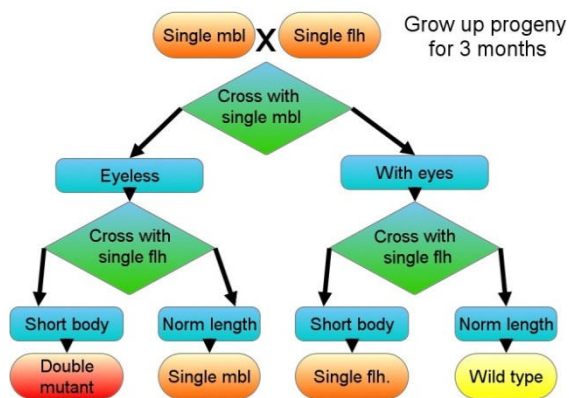 Single mbl X Single flh
Grow up progeny
for 3 months
Cross with
single mbl
Eyeless
With eyes
Cross with
single flh
Cross with
single flh
Short body
Norm length
Short body
Norm length
Double
mutant
Single mbl
Single flh.
Wild type